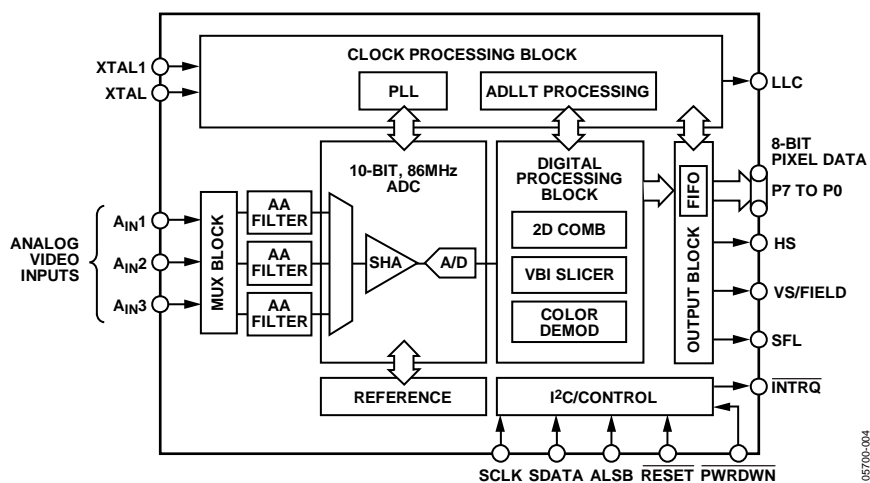 CLOCK PROCESSING BLOCK
XTAL1
XTAL
PLL
ADLLT PROCESSING
LLC
8-BIT
PIXEL DATA
P7 TO P0
10-BIT, 86MHz
ADC
DIGITAL
PROCESSING
BLOCK
FIFO
OUTPUT BLOCK
ANALOG
VIDEO
INPUTS
AIN1
AIN2
AIN3
MUX BLOCK
AA
FILTER
AA
FILTER
AA
FILTER
SHA
A/D
2D COMB
VBI SLICER
COLOR
DEMOD
HS
VS/FIELD
SFL
REFERENCE
I2C/CONTROL
INTRQ
SCLK SDATA ALSB RESET PWRDWN
05700-004